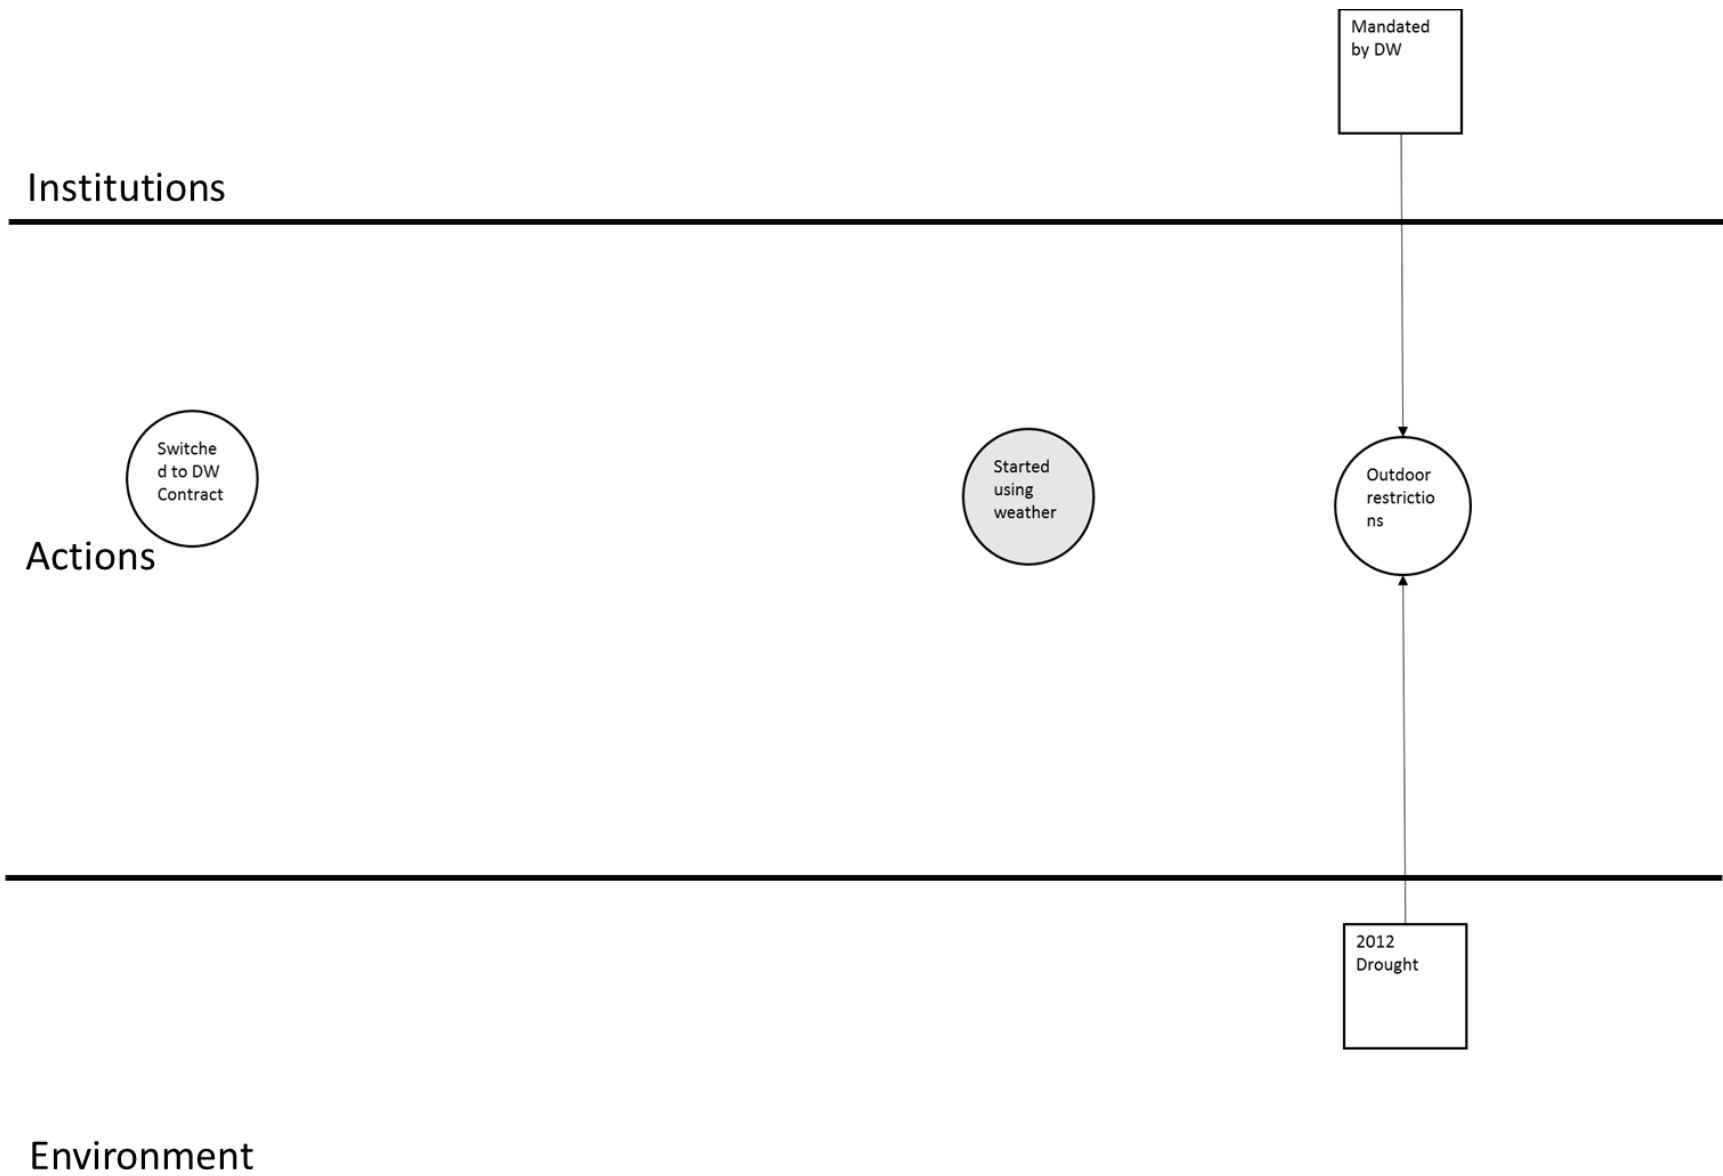 Mandated
by DW
Institutions
Switche
d to DW
Contract
Started
using
weather
Outdoor
restrictio
ns
Actions
2012
Drought
Environment